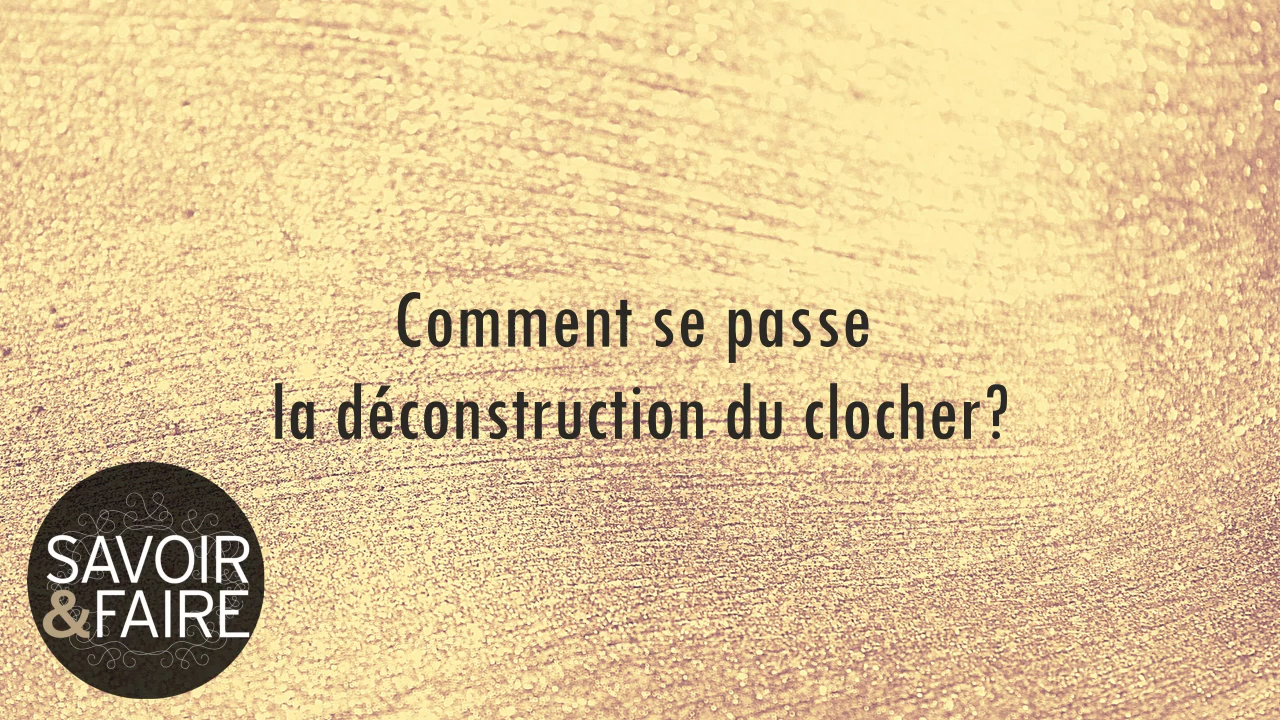 Comment se passe
la déconstruction du clocher?
SAVOIR
&FAIRE